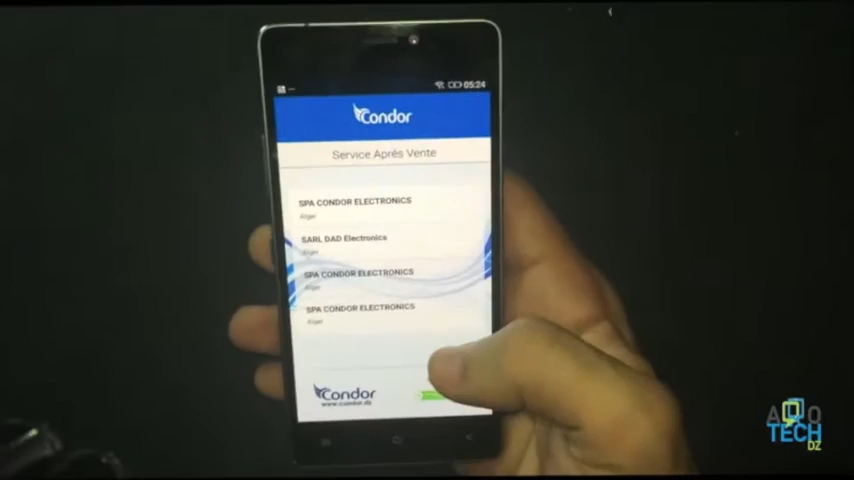 05:24
Condor
Service Après Vente
SPA CONDOR ELECTRONICS
Alger
SARL DAD Electronics
Alger
SPA CONDOR ELECTRONICS
Alger
SPA CONDOR ELECTRONICS
Alger
Condor
www.condor.dz
TECH
DZ